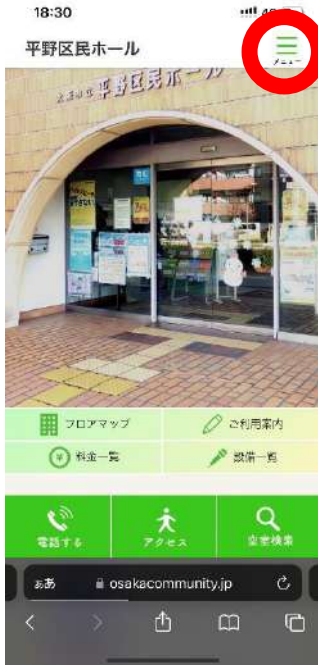 18:30
平野区民ホール
メニュー
平野区民ホール
フロアマップ
ご利用案内
料金一覧
設備一覧
電話する
アクセス
空室検索
ぁあ
osakacommunity.jp